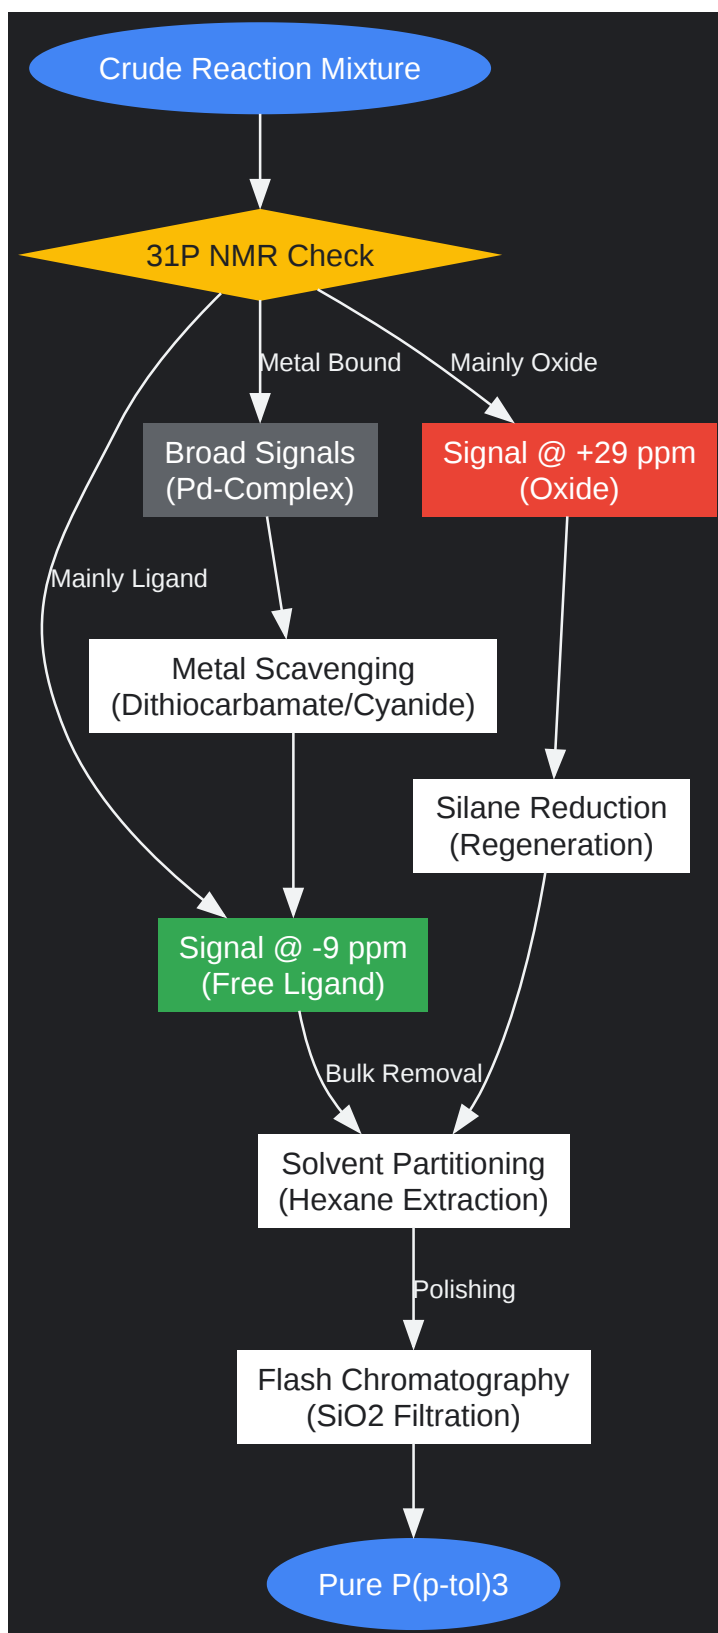 Crude Reaction Mixture
31P NMR Check
Metal Bound
Mainly Oxide
Broad Signals
(Pd-Complex)
Signal @ +29 ppm
(Oxide)
Mainly Ligand
Metal Scavenging
(Dithiocarbamate/Cyanide)
Silane Reduction
(Regeneration)
Signal @ -9 ppm
(Free Ligand)
Bulk Removal
Solvent Partitioning
(Hexane Extraction)
Polishing
Flash Chromatography
(SiO2 Filtration)
Pure P(p-tol)3